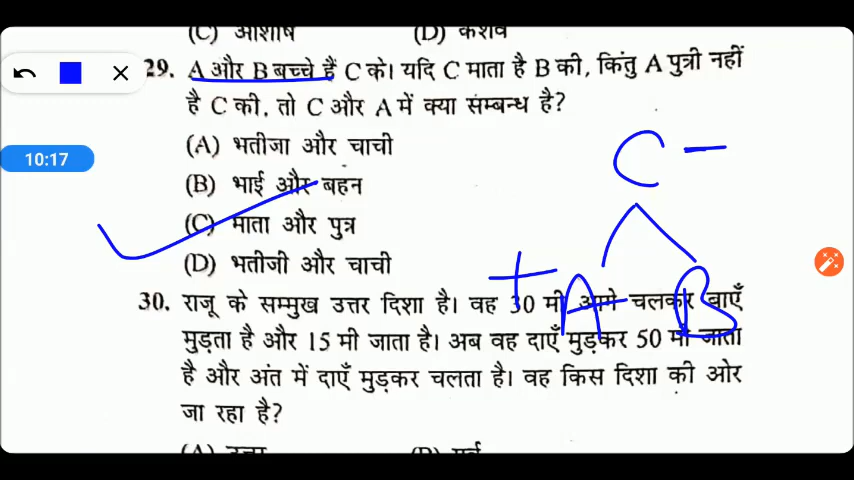 (C) आशीष (D) केशव
29. A और B बच्चे हैं C के। यदि C माता है B की, किंतु A पुत्री नहीं
है C की, तो C और A में क्या सम्बन्ध है?
10:17
(A) भतीजा और चाची
(B) भाई और बहन
(C) माता और पुत्र
(D) भतीजी और चाची
C –
+ A B
30. राजू के सम्मुख उत्तर दिशा है। वह 30 मी आगे चलकर बाएँ
मुड़ता है और 15 मी जाता है। अब वह दाएँ मुड़कर 50 मी जाता
है और अंत में दाएँ मुड़कर चलता है। वह किस दिशा की ओर
जा रहा है?
(A) (B)